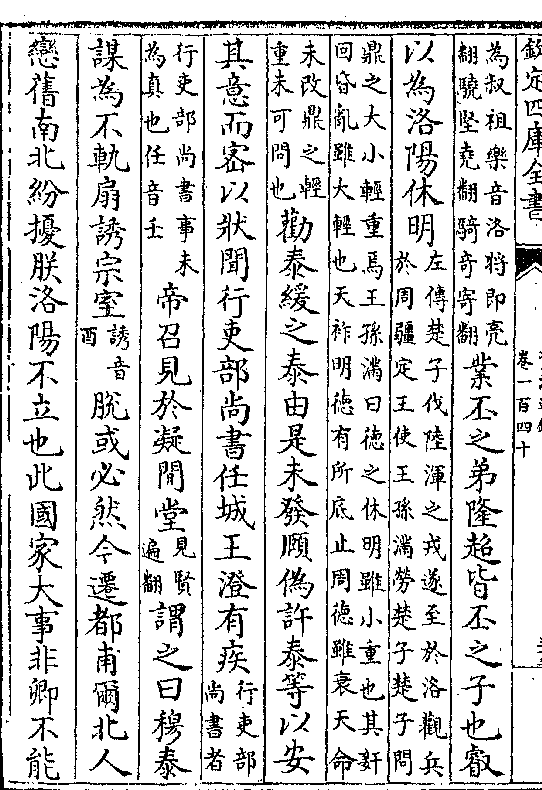 欽定四庫全書
卷一百四十
為叔祖樂音洛將即亮
翻驍堅堯翻騎奇寄翻
業丕之弟隆超皆丕之子也叡
以為洛陽休明
左傳楚子伐陸渾之戎遂至於洛觀兵
於周疆定王使王孫滿勞楚子楚子問
鼎之大小輕重焉王孫滿曰德之休明雖小重也其姧
回昏亂雖大輕也天祚明德有所底止周德雖衰天命
未改鼎之輕
重未可問也
勸泰緩之泰由是未發頤偽許泰等以安
其意而密以狀聞行吏部尚書任城王澄有疾
行吏部
尚書者
行吏部尚書事未
為真也任音壬
帝召見於凝閒堂
見賢
遍翻
謂之曰穆泰
謀為不軌扇誘宗室
誘音
酉
脫或必然今遷都甫爾北人
戀舊南北紛擾朕洛陽不立也此國家大事非卿不能